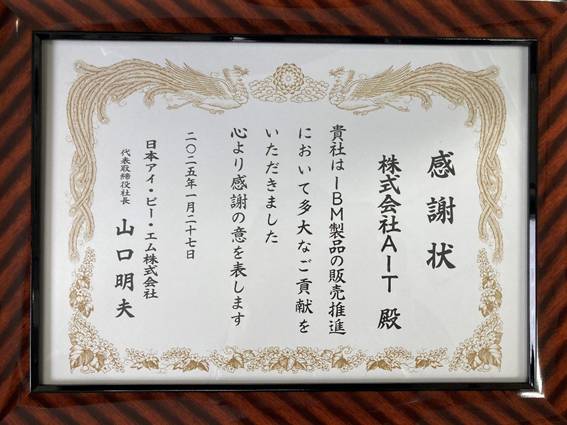 感謝状
株式会社AIT 殿
貴社はIBM製品の販売推進
において多大なご貢献を
いただきました
心より感謝の意を表します
二〇二五年一月二十七日
日本アイ・ビー・エム株式会社
代表取締役社長 山口明夫